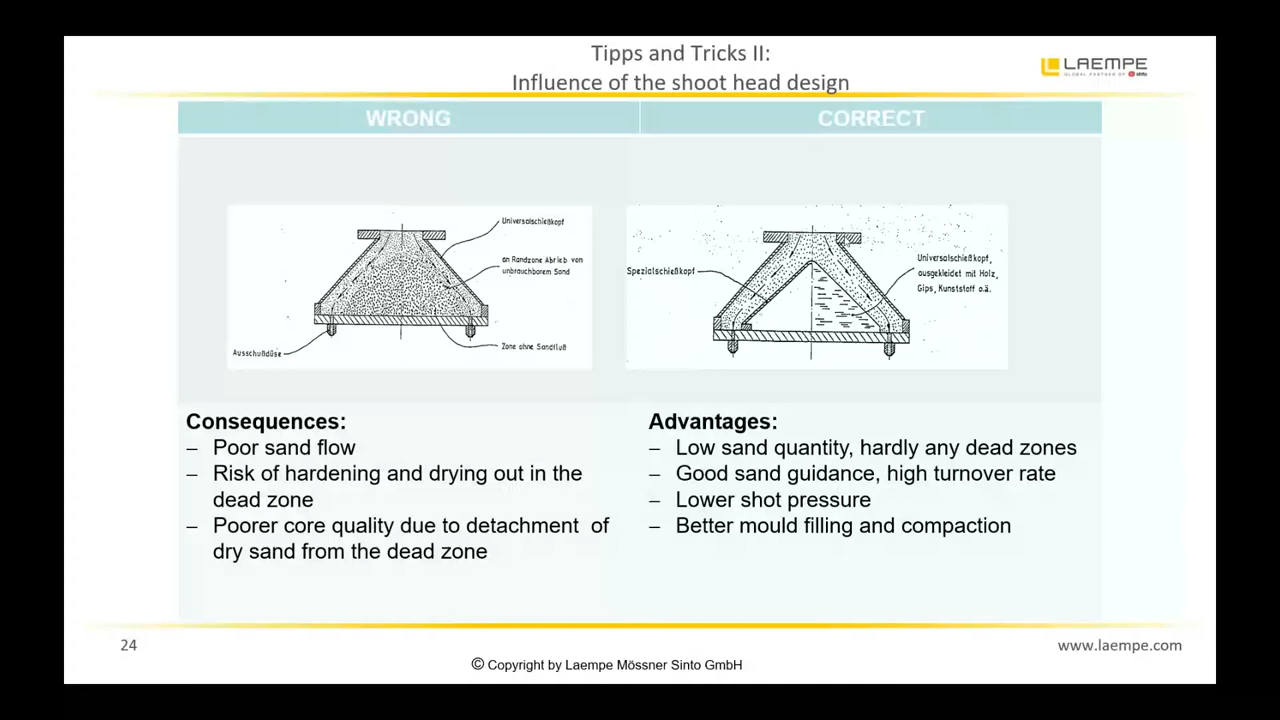 Tipps and Tricks II:
Influence of the shoot head design
LAEMPE
GLOBAL PARTNER OF sinto
WRONG
CORRECT
Universalschießkopf
an Randzone Abrieb von
unbrauchbarem Sand
Ausschußdüse
Zone ohne Sandfluß
Spezialschießkopf
Universalschießkopf,
ausgekleidet mit Holz,
Gips, Kunststoff o.ä.
Consequences:
– Poor sand flow
– Risk of hardening and drying out in the
dead zone
– Poorer core quality due to detachment of
dry sand from the dead zone
Advantages:
– Low sand quantity, hardly any dead zones
– Good sand guidance, high turnover rate
– Lower shot pressure
– Better mould filling and compaction
24
www.laempe.com
© Copyright by Laempe Mössner Sinto GmbH